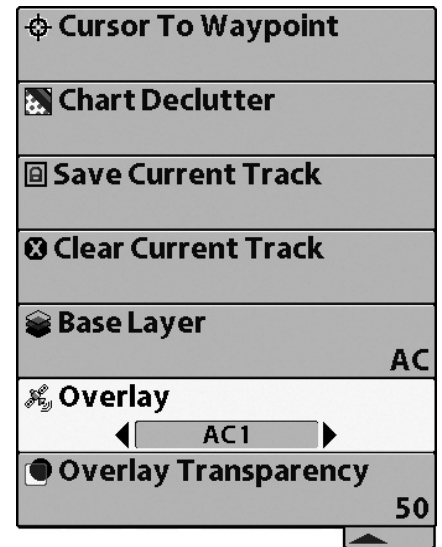 Cursor To Waypoint
Chart Declutter
Save Current Track
Clear Current Track
Base Layer
AC
Overlay
AC1
Overlay Transparency
50